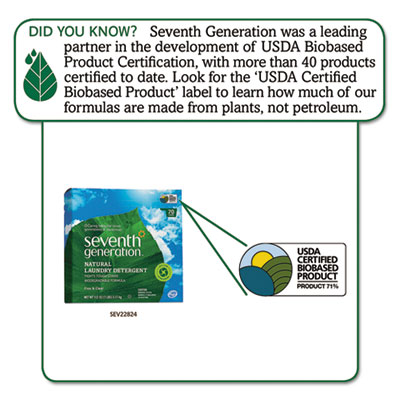 DID YOU KNOW? Seventh Generation was a leading
partner in the development of USDA Biobased
Product Certification, with more than 40 products
certified to date. Look for the ‘USDA Certified
Biobased Product’ label to learn how much of our
formulas are made from plants, not petroleum.
seventh
generation
NATURAL
LAUNDRY DETERGENT
Free & Clear
SEV22824
USDA
CERTIFIED
BIOBASED
PRODUCT
PRODUCT 71%